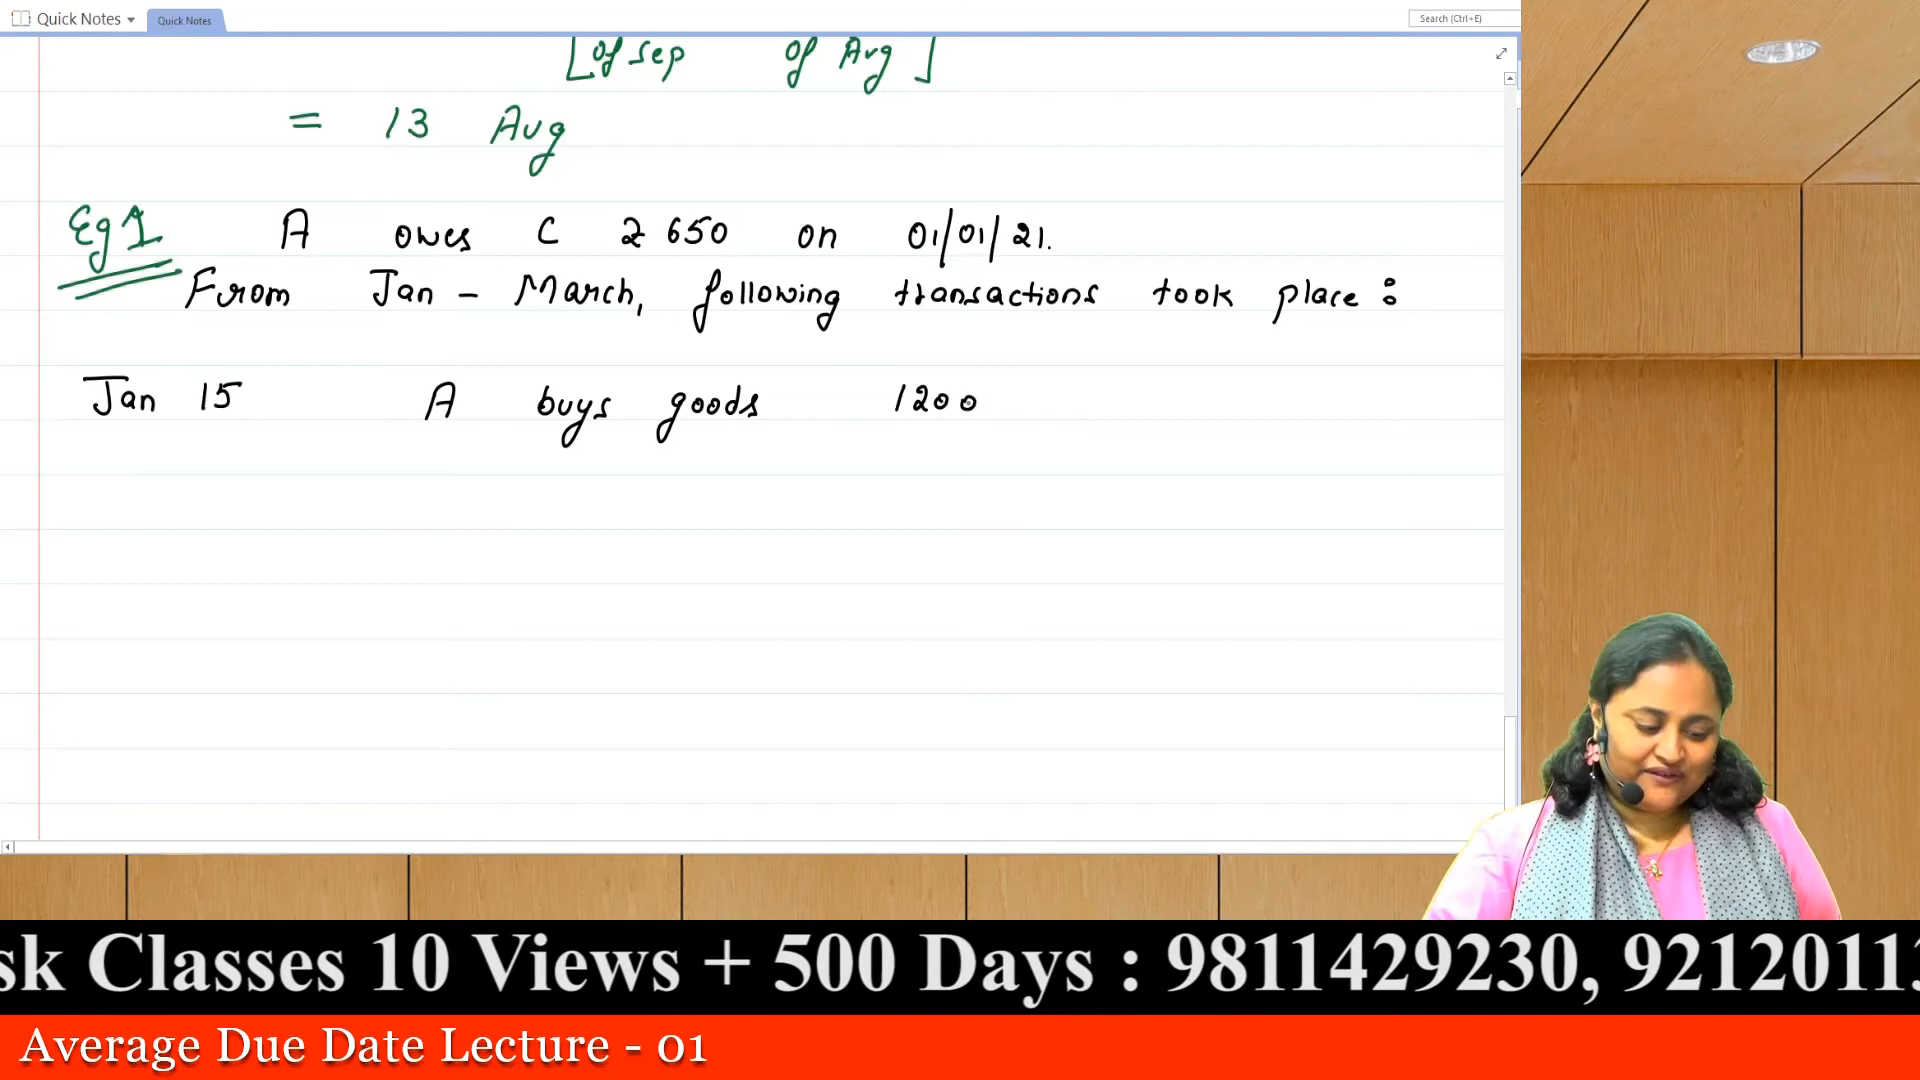 Quick Notes
Quick Notes
Search (Ctrl+E)
[of Sep of Aug]
= 13 Aug
Eg 1 A owes C ₹ 650 on 01/01/21.
From Jan - March, following transactions took place :
Jan 15 A buys goods 1200
sk Classes 10 Views + 500 Days : 9811429230, 92120113
Average Due Date Lecture - 01